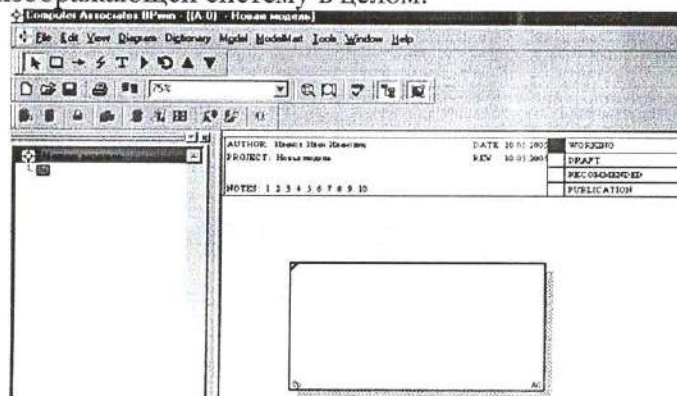 изображающей систему в целом.
Computer Associates BPwin - [(A-0) - Новая модель]
File Edit View Diagram Dictionary Model ModelMart Tools Window Help
75%
AUTHOR: Иванов Иван Иванович DATE: 10.05.2005 WORKING
PROJECT: Новая модель REV: 10.05.2005 DRAFT
RECOMMENDED
NOTES: 1 2 3 4 5 6 7 8 9 10 PUBLICATION
0р. A0